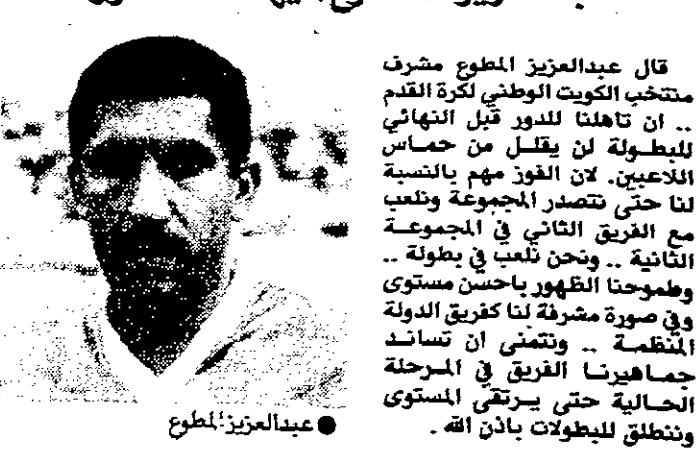 قال عبدالعزيز المطوع مشرف
منتخب الكويت الوطني لكرة القدم
.. ان تاهلنا للدور قبل النهائي
للبطولة لن يقلل من حماس
اللاعبين. لان الفوز مهم بالنسبة
لنا حتى نتصدر المجموعة ونلعب
مع الفريق الثاني في المجموعة
الثانية .. ونحن نلعب في بطولة ..
وطموحنا الظهور باحسن مستوى
وفي صورة مشرفة لنا كفريق الدولة
المنظمة .. ونتمنى ان تساند
جماهيرنا الفريق في المرحلة
الحالية حتى يرتقى المستوى
وننطلق للبطولات باذن الله .
● عبدالعزيز المطوع